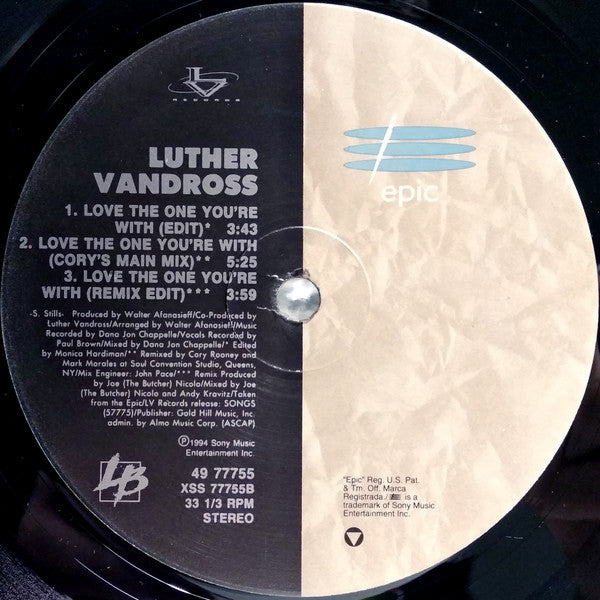 LV
RECORDS
LUTHER
VANDROSS
1. LOVE THE ONE YOU'RE
WITH (EDIT)* 3:43
2. LOVE THE ONE YOU'RE WITH
(CORY'S MAIN MIX)** 5:25
3. LOVE THE ONE YOU'RE
WITH (REMIX EDIT)*** 3:59
-S. Stills- Produced by Walter Afanasieff/Co-Produced by
Luther Vandross/Arranged by Walter Afanasieff/Music
Recorded by Dana Jon Chappelle/Vocals Recorded by
Paul Brown/Mixed by Dana Jon Chappelle/* Edited
by Monica Hardiman/** Remixed by Cory Rooney and
Mark Morales at Soul Convention Studio, Queens,
NY/Mix Engineer: John Pace/*** Remix Produced
by Joe (The Butcher) Nicolo/Mixed by Joe
(The Butcher) Nicolo and Andy Kravitz/Taken
from the Epic/LV Records release: SONGS
(57775)/Publisher: Gold Hill Music, Inc.
admin. by Almo Music Corp. (ASCAP)
℗1994 Sony Music
Entertainment Inc.
LB
49 77755
XSS 77755B
33 1/3 RPM
STEREO
epic
"Epic" Reg. U.S. Pat.
& Tm. Off. Marca
Registrada./ is a
trademark of Sony Music
Entertainment Inc.